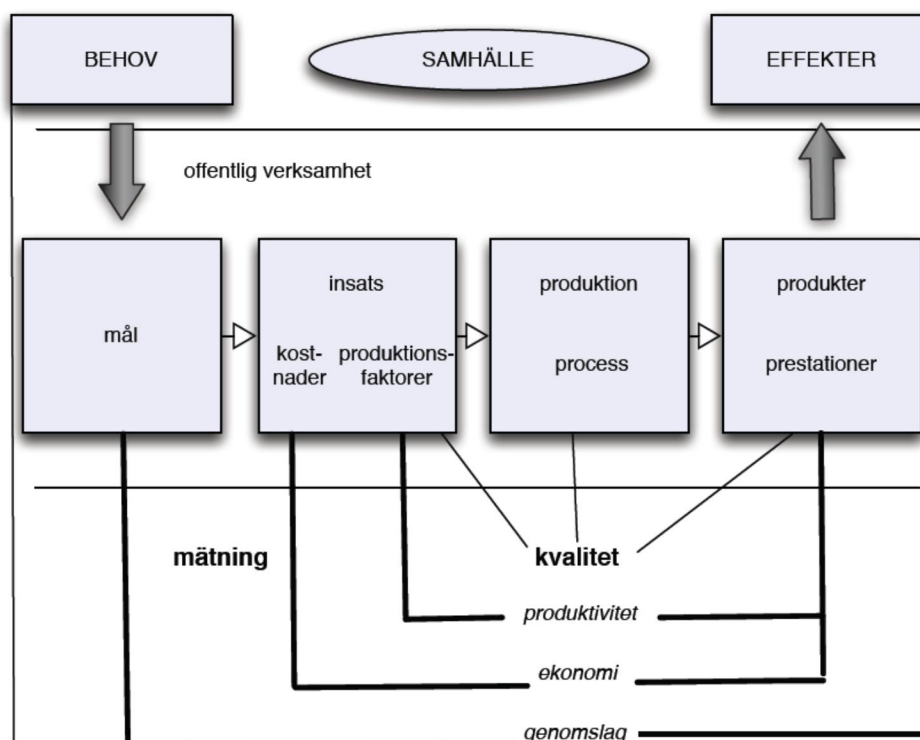 BEHOV
SAMHÄLLE
EFFEKTER
offentlig verksamhet
mål
insats
kost-
nader
produktions-
faktorer
produktion
process
produkter
prestationer
mätning
kvalitet
produktivitet
ekonomi
genomslag